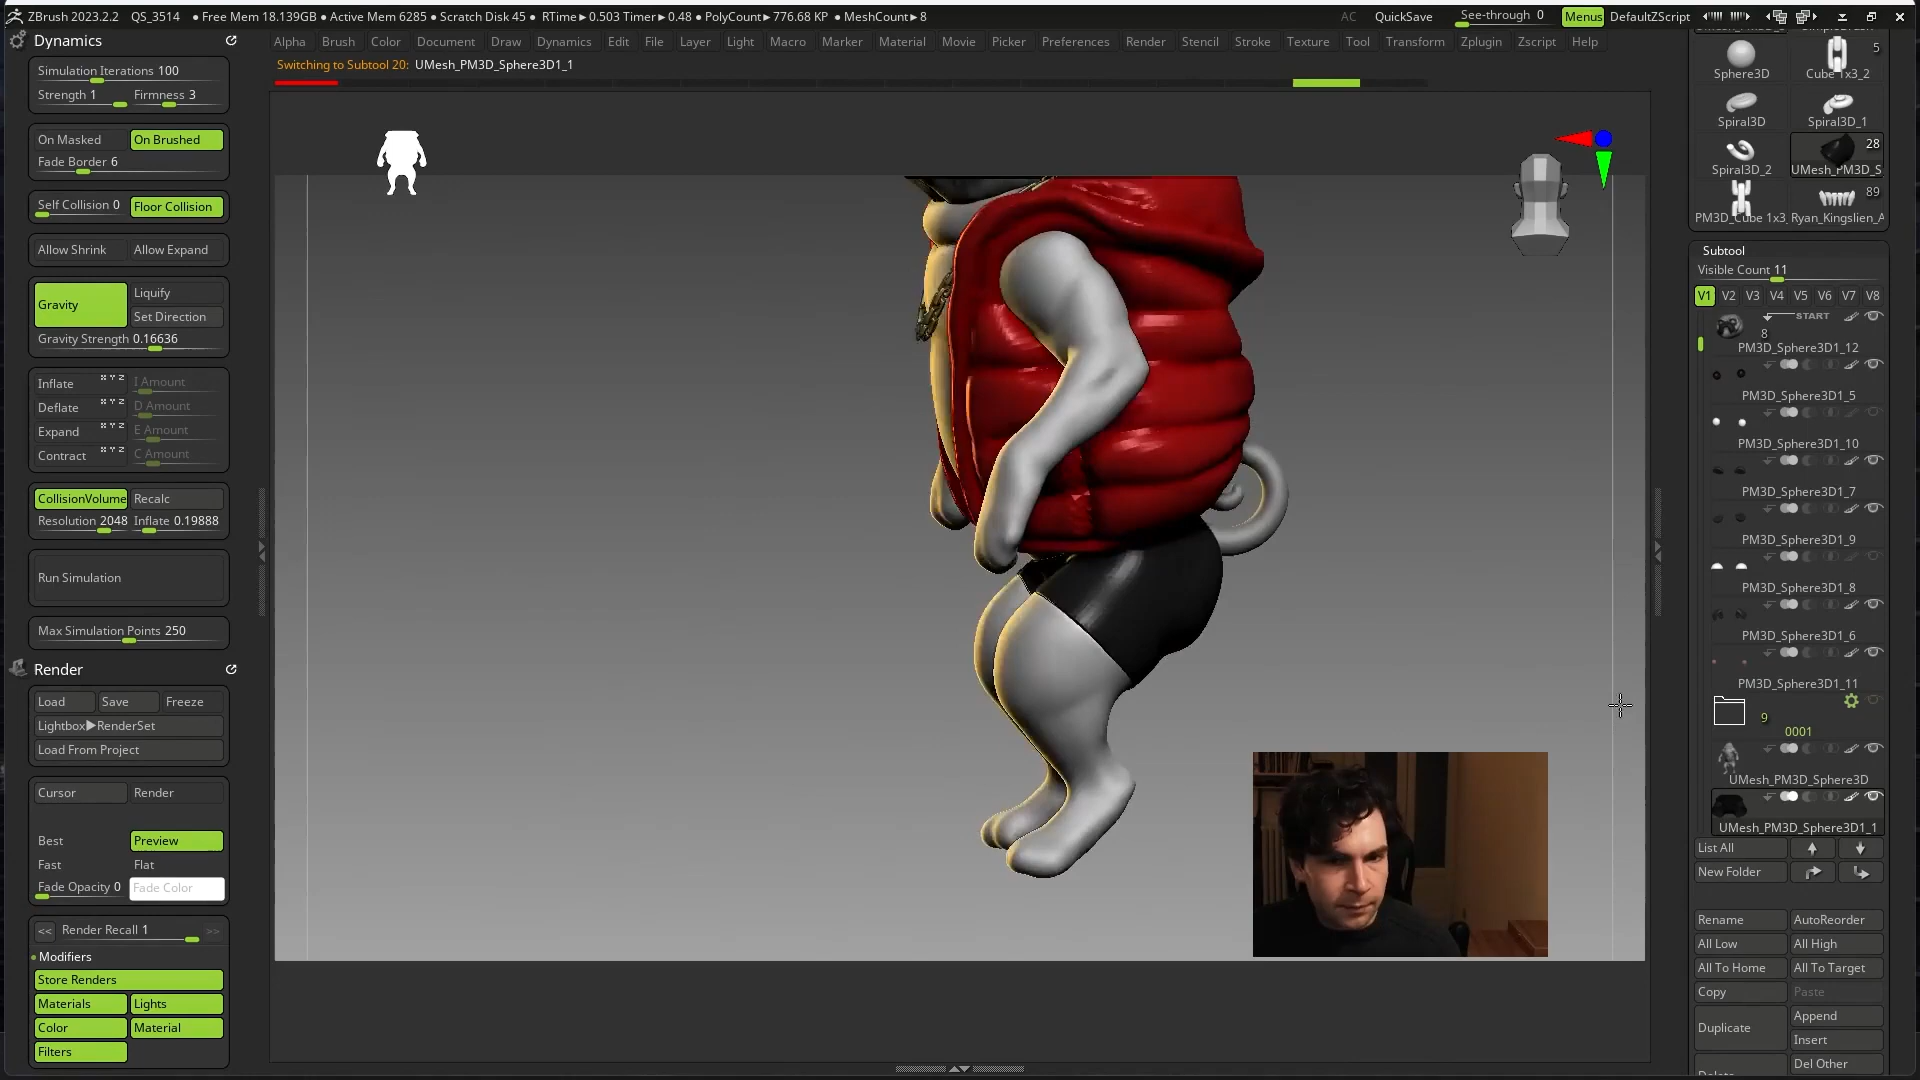 ZBrush 2023.2.2 QS_3514 ● Free Mem 18.139GB ● Active Mem 6285 ● Scratch Disk 45 ● RTime▶0.503 Timer▶0.48 ● PolyCount▶776.68 KP ● MeshCount▶8 AC QuickSave See-through 0 Menus DefaultZScript
Alpha Brush Color Document Draw Dynamics Edit File Layer Light Macro Marker Material Movie Picker Preferences Render Stencil Stroke Texture Tool Transform Zplugin Zscript Help
Switching to Subtool 20: UMesh_PM3D_Sphere3D1_1
Dynamics
Simulation Iterations 100
Strength 1 Firmness 3
On Masked On Brushed
Fade Border 6
Self Collision 0 Floor Collision
Allow Shrink Allow Expand
Gravity Liquify
Set Direction
Gravity Strength 0.16636
Inflate x Y z I Amount
Deflate x Y z D Amount
Expand x Y z E Amount
Contract x Y z C Amount
CollisionVolume Recalc
Resolution 2048 Inflate 0.19888
Run Simulation
Max Simulation Points 250
Render
Load Save Freeze
Lightbox▶RenderSet
Load From Project
Cursor Render
Best Preview
Fast Flat
Fade Opacity 0 Fade Color
<< Render Recall 1 >>
Modifiers
Store Renders
Materials Lights
Color Material
Filters
5
Sphere3D Cube 1x3_2
Spiral3D Spiral3D_1
28
Spiral3D_2 UMesh_PM3D_S
89
PM3D_Cube 1x3_ Ryan_Kingslien_A
Subtool
Visible Count 11
V1 V2 V3 V4 V5 V6 V7 V8
START
8
PM3D_Sphere3D1_12
PM3D_Sphere3D1_5
PM3D_Sphere3D1_10
PM3D_Sphere3D1_7
PM3D_Sphere3D1_9
PM3D_Sphere3D1_8
PM3D_Sphere3D1_6
PM3D_Sphere3D1_11
9
0001
UMesh_PM3D_Sphere3D
UMesh_PM3D_Sphere3D1_1
List All
New Folder
Rename AutoReorder
All Low All High
All To Home All To Target
Copy Paste
Duplicate Append
Insert
Del Other